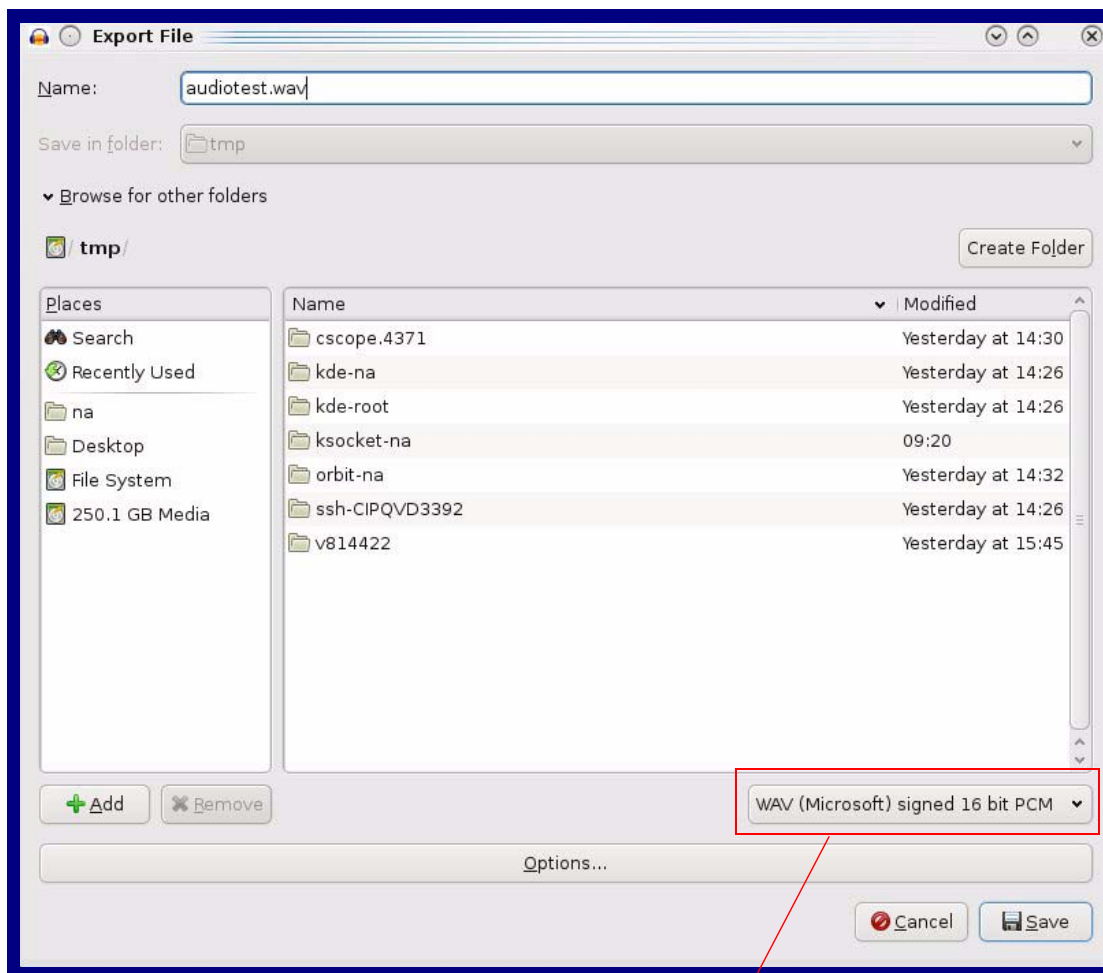 Export File
Name: audiotest.wav
Save in folder: tmp
Browse for other folders
/ tmp /
Create Folder
Places
Search
Recently Used
na
Desktop
File System
250.1 GB Media
Name Modified
cscope.4371 Yesterday at 14:30
kde-na Yesterday at 14:26
kde-root Yesterday at 14:26
ksocket-na 09:20
orbit-na Yesterday at 14:32
ssh-CIPQVD3392 Yesterday at 14:26
v814422 Yesterday at 15:45
Add Remove
WAV (Microsoft) signed 16 bit PCM
Options...
Cancel Save